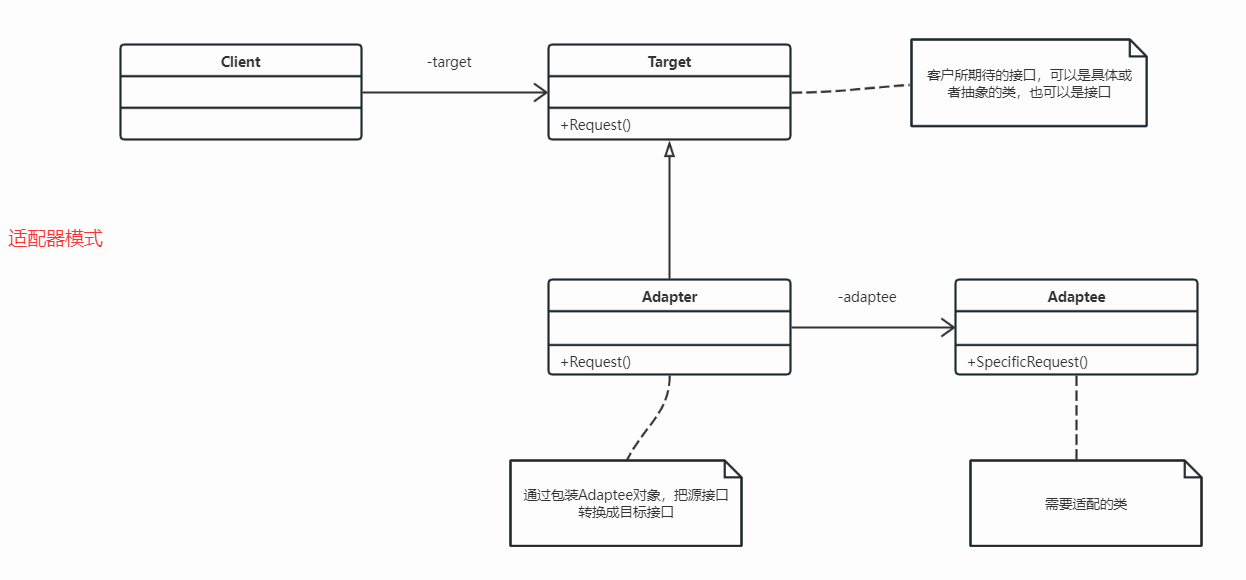 Client
-target
Target
+Request()
客户所期待的接口，可以是具体或
者抽象的类，也可以是接口
适配器模式
Adapter
+Request()
-adaptee
Adaptee
+SpecificRequest()
通过包装Adaptee对象，把源接口
转换成目标接口
需要适配的类